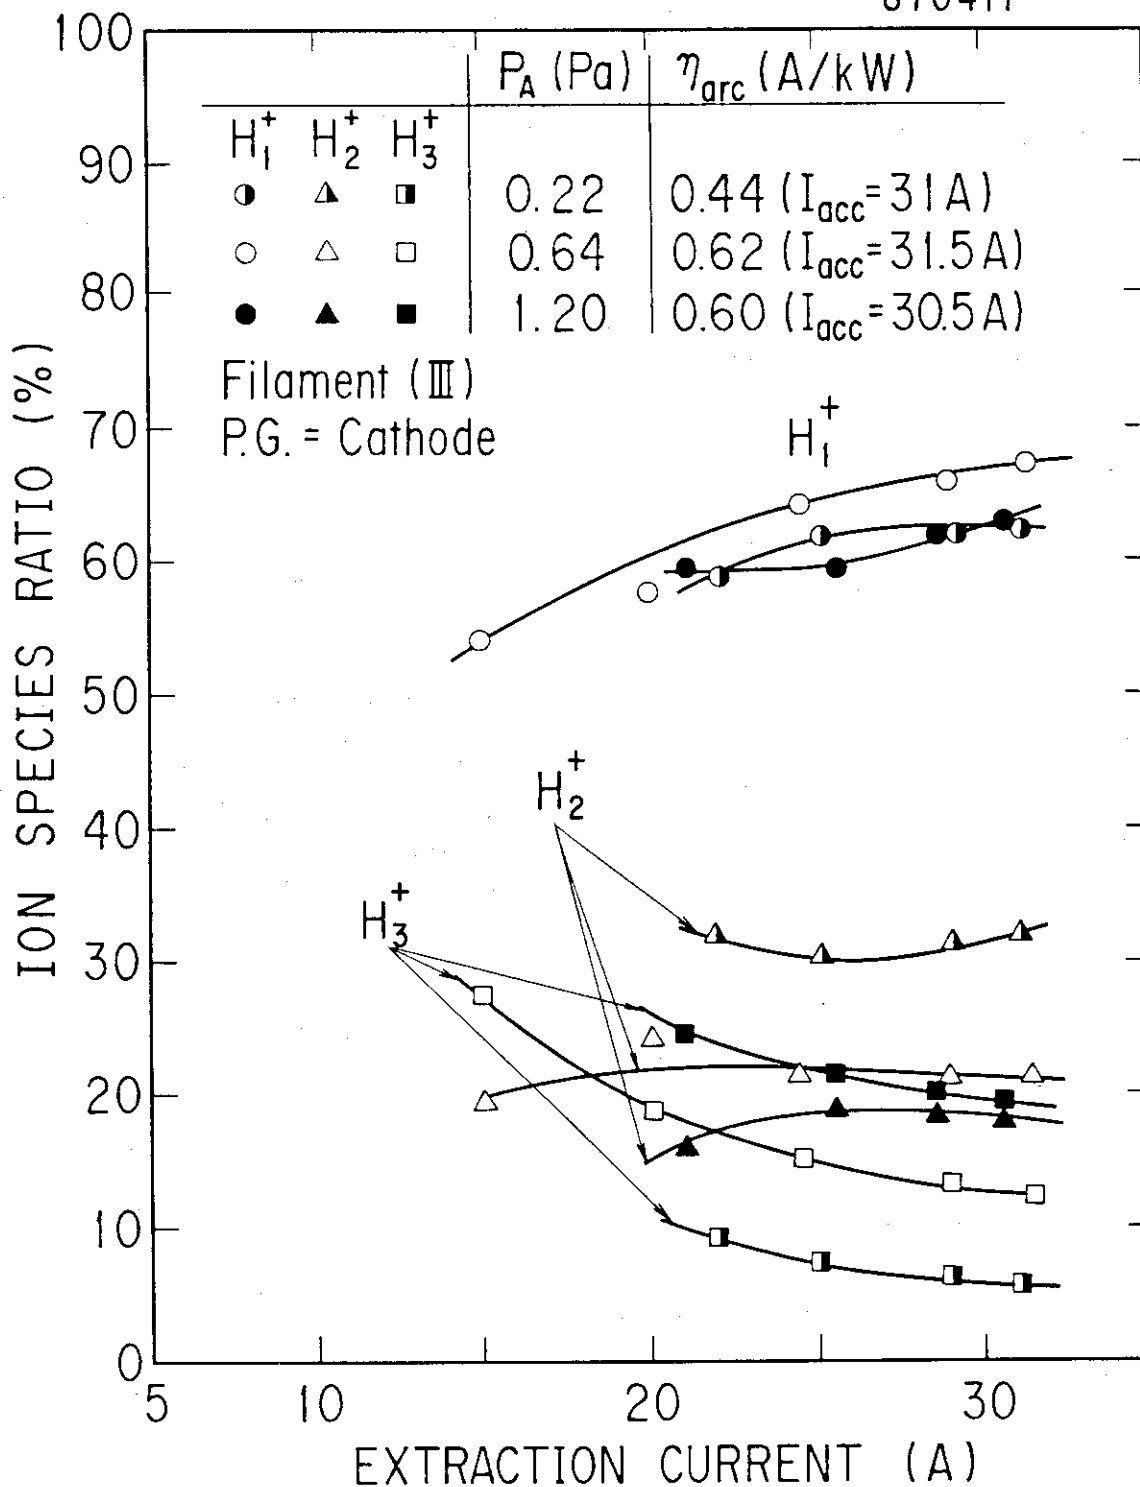 100
P_A (Pa) η_arc (A/kW)
H₁⁺ H₂⁺ H₃⁺
90
0.22 0.44 (I_acc=31A)
0.64 0.62 (I_acc=31.5A)
80
1.20 0.60 (I_acc=30.5A)
Filament (Ⅲ)
70
P.G. = Cathode
H₁⁺
60
50
H₂⁺
40
H₃⁺
30
20
10
0
5 10 20 30
EXTRACTION CURRENT (A)
ION SPECIES RATIO (%)